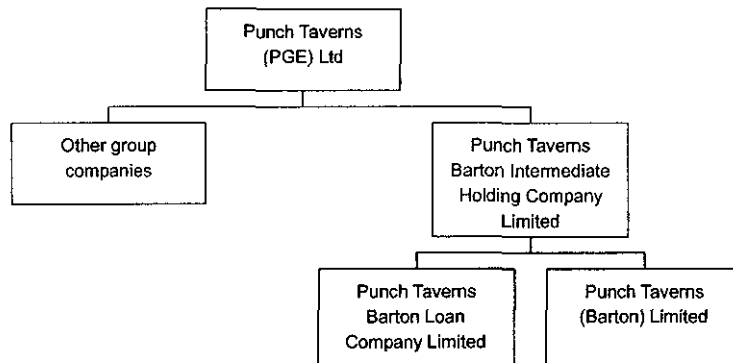 Punch Taverns
(PGE) Ltd
Other group
companies
Punch Taverns
Barton Intermediate
Holding Company
Limited
Punch Taverns
Barton Loan
Company Limited
Punch Taverns
(Barton) Limited